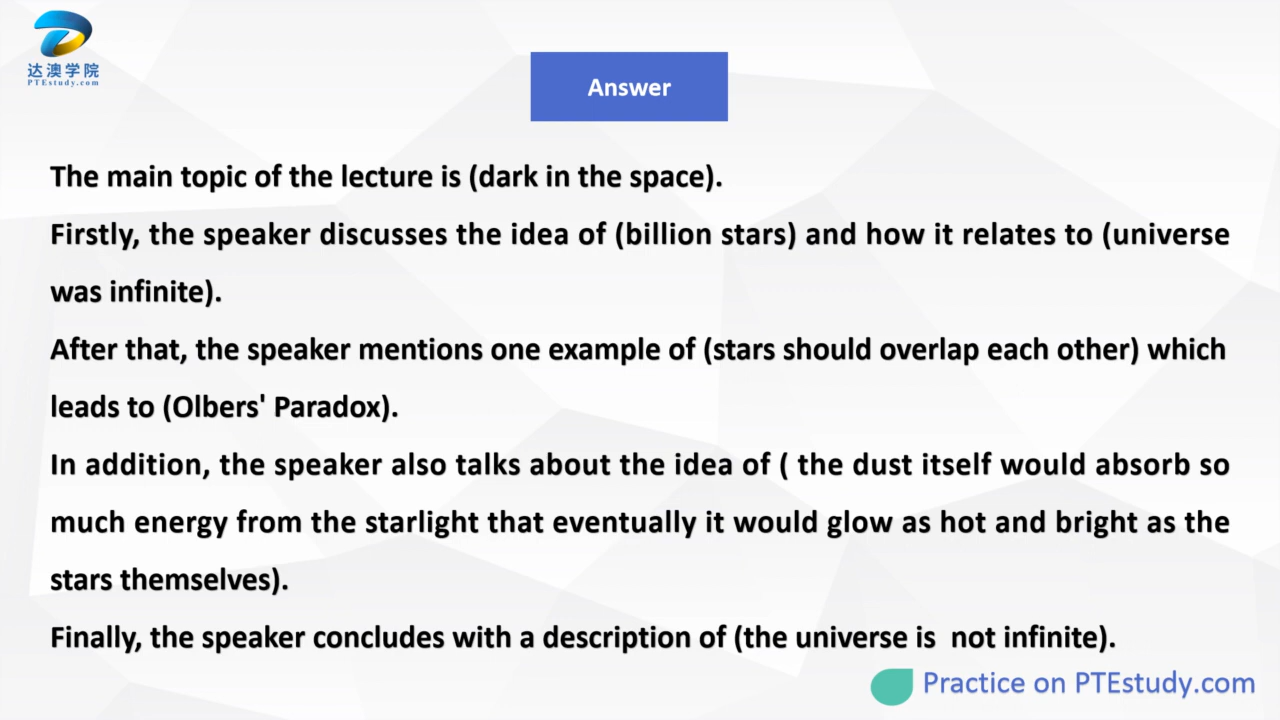 达澳学院
PTEstudy.com
Answer
The main topic of the lecture is (dark in the space).
Firstly, the speaker discusses the idea of (billion stars) and how it relates to (universe
was infinite).
After that, the speaker mentions one example of (stars should overlap each other) which
leads to (Olbers' Paradox).
In addition, the speaker also talks about the idea of ( the dust itself would absorb so
much energy from the starlight that eventually it would glow as hot and bright as the
stars themselves).
Finally, the speaker concludes with a description of (the universe is  not infinite).
Practice on PTEstudy.com